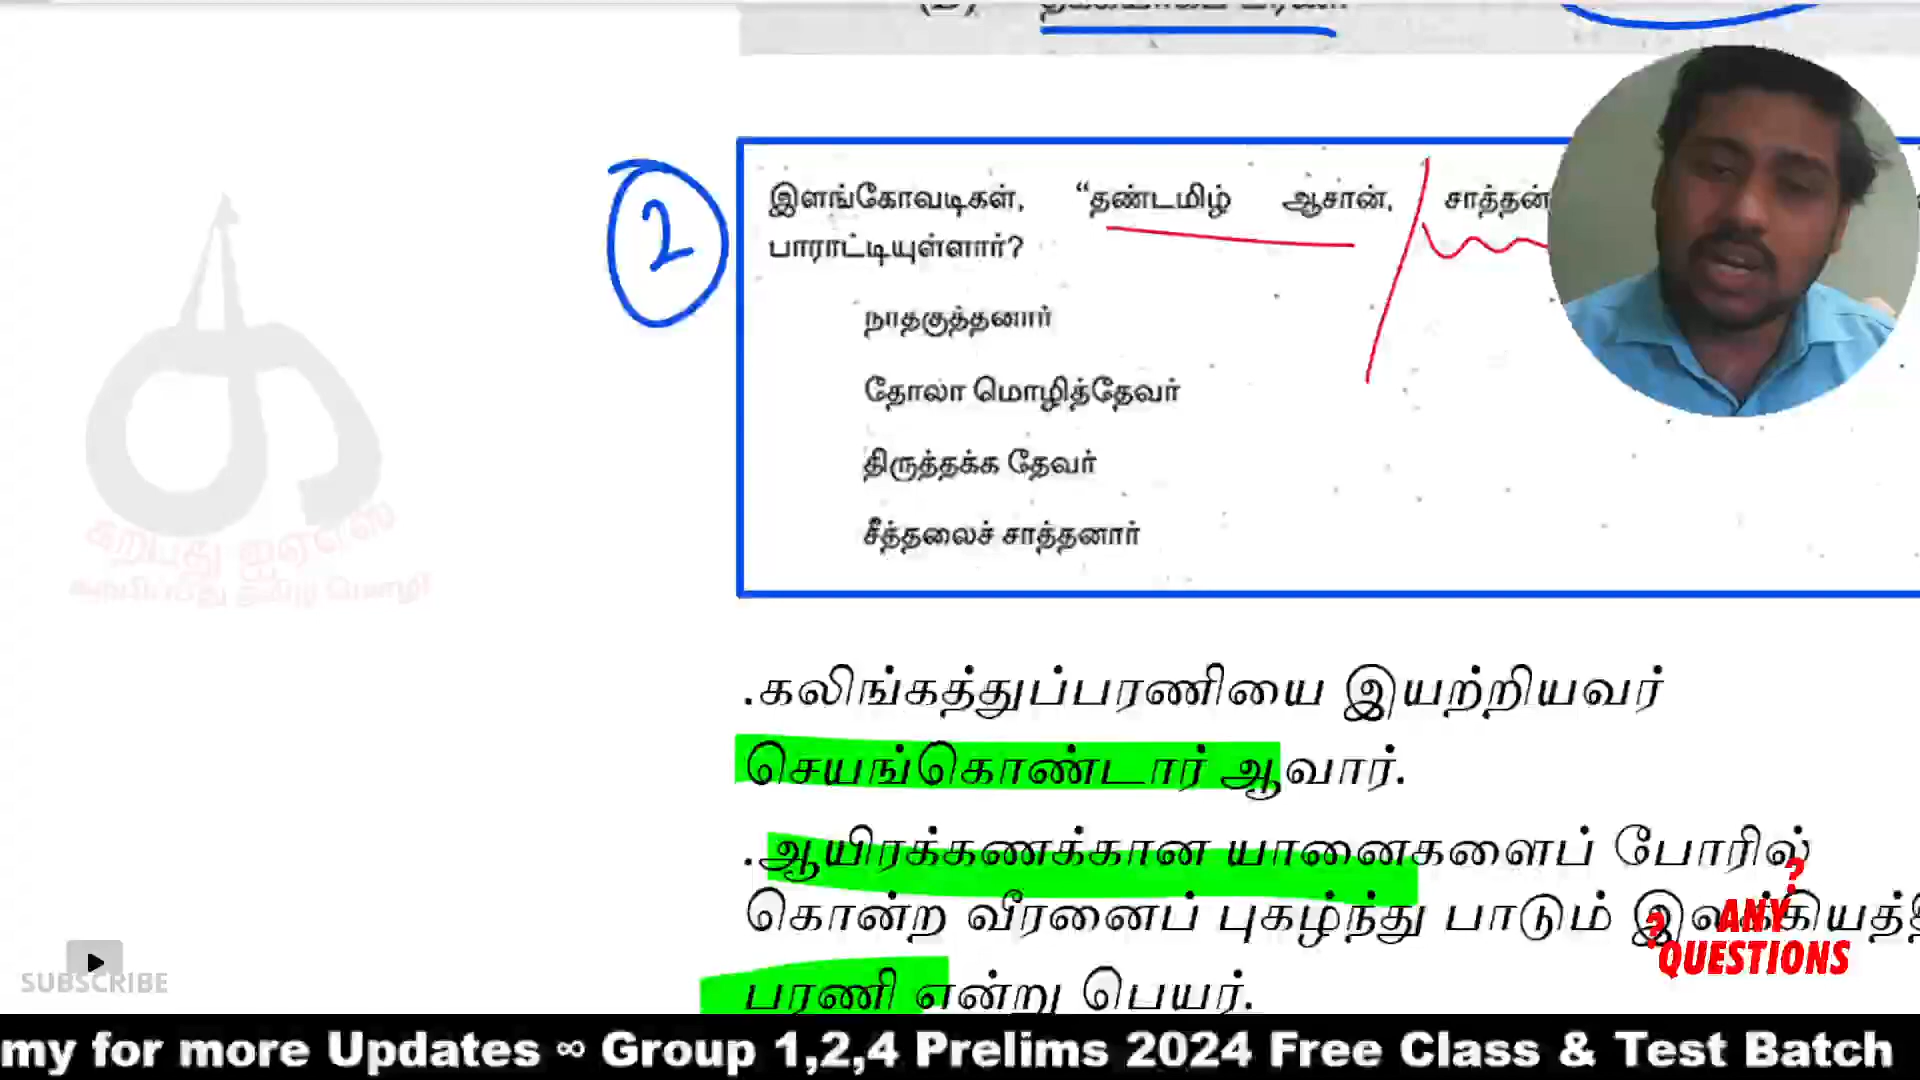 2
இளங்கோவடிகள், “தண்டமிழ் ஆசான், சாத்தன்
பாராட்டியுள்ளார்?
நாதகுத்தனார்
தோலா மொழித்தேவர்
திருத்தக்க தேவர்
சீத்தலைச் சாத்தனார்
.கலிங்கத்துப்பரணியை இயற்றியவர்
செயங்கொண்டார் ஆவார்.
.ஆயிரக்கணக்கான யானைகளைப் போரில்
கொன்ற வீரனைப் புகழ்ந்து பாடும்
பரணி என்று பெயர்.
? ANY
? QUESTIONS
SUBSCRIBE
my for more Updates ∞ Group 1,2,4 Prelims 2024 Free Class & Test Batch